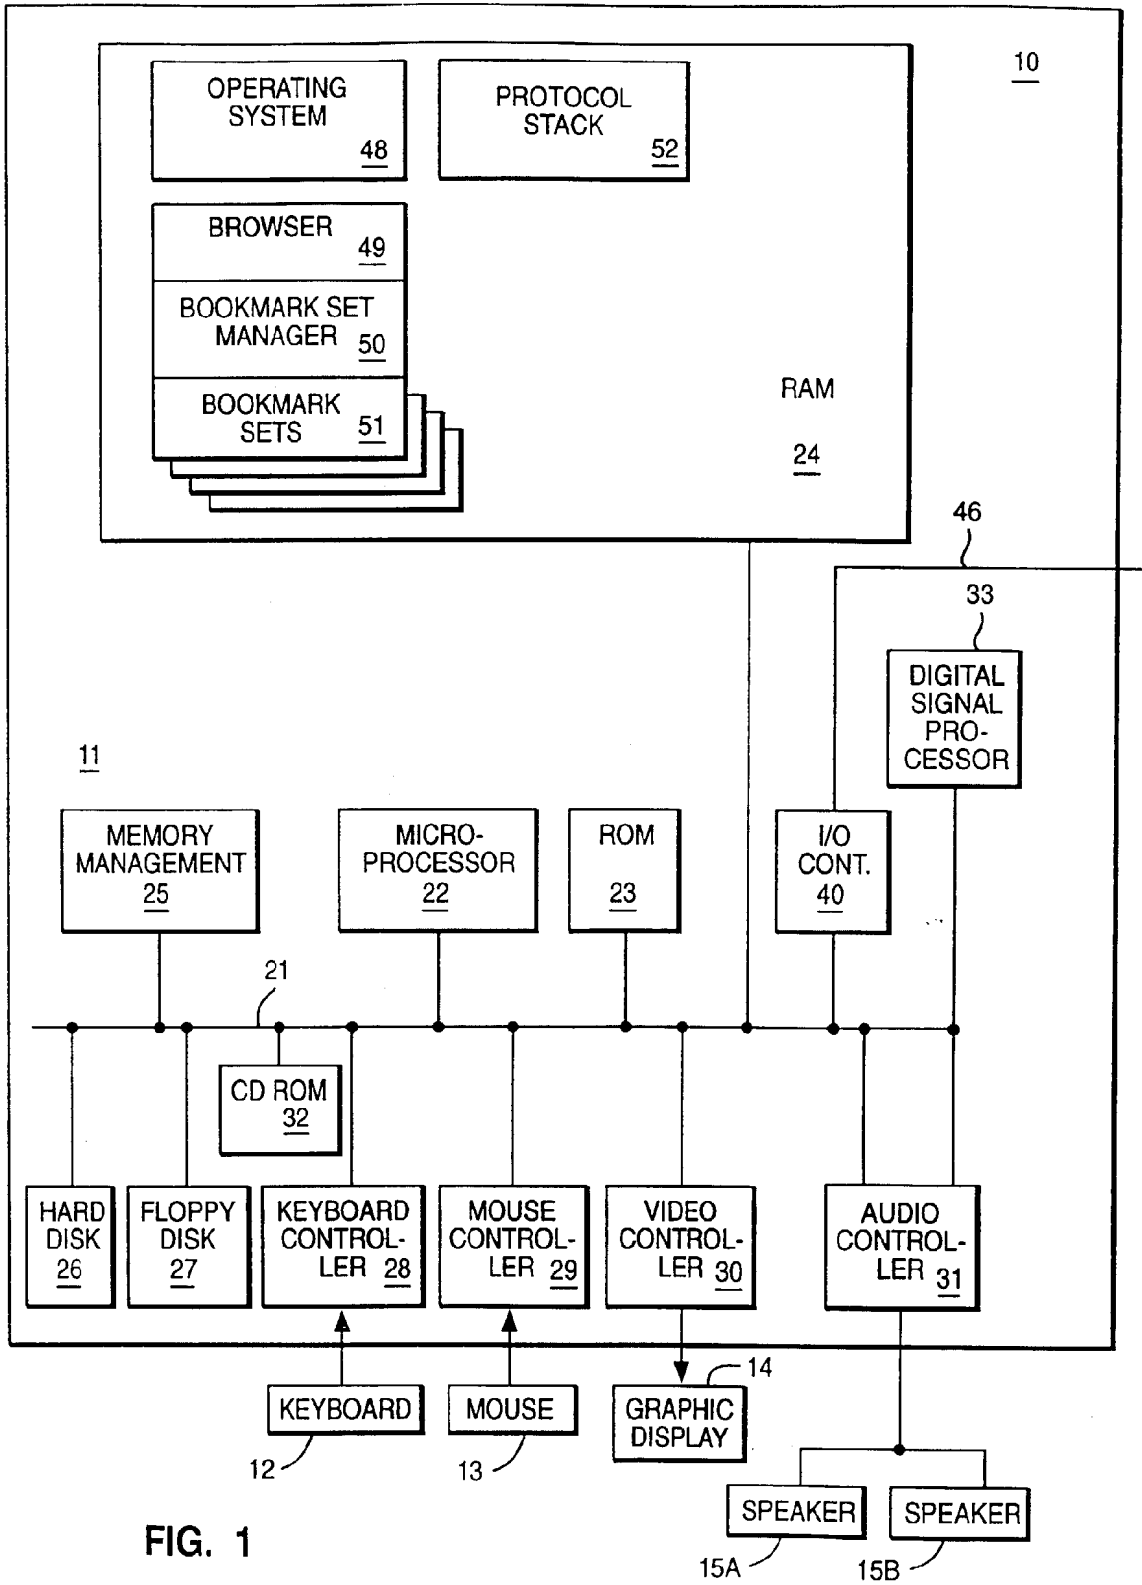 10
OPERATING
SYSTEM
48
PROTOCOL
STACK
52
BROWSER
49
BOOKMARK SET
MANAGER
50
BOOKMARK
SETS
51
RAM
24
46
33
DIGITAL
SIGNAL
PRO-
CESSOR
11
MEMORY
MANAGEMENT
25
MICRO-
PROCESSOR
22
ROM
23
I/O
CONT.
40
21
CD ROM
32
HARD
DISK
26
FLOPPY
DISK
27
KEYBOARD
CONTROL-
LER 28
MOUSE
CONTROL-
LER 29
VIDEO
CONTROL-
LER 30
AUDIO
CONTROL-
LER 31
KEYBOARD
12
MOUSE
13
14
GRAPHIC
DISPLAY
SPEAKER
15A
SPEAKER
15B
FIG. 1